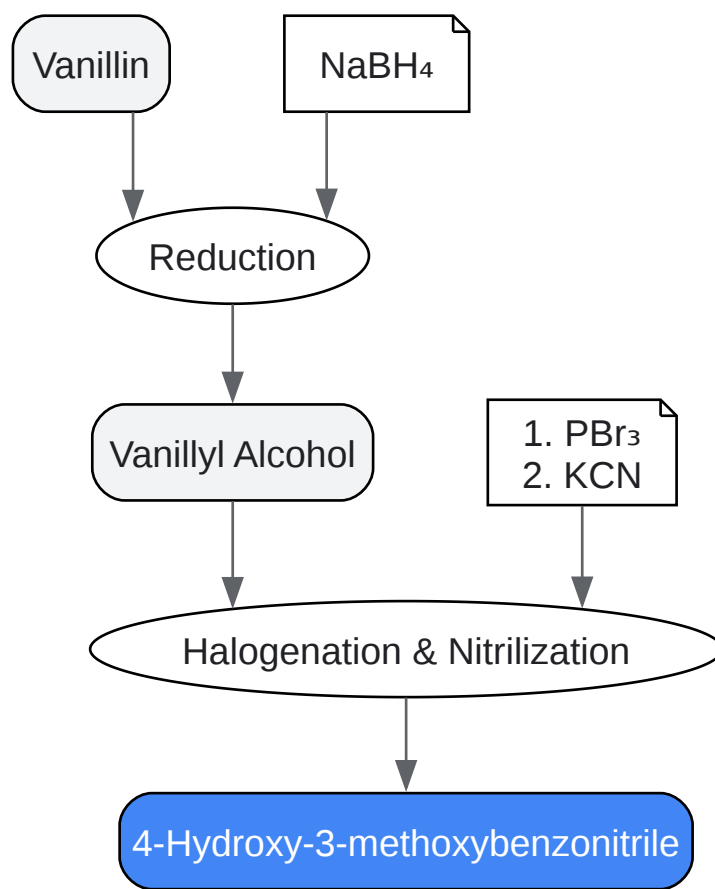 Vanillin
NaBH₄
Reduction
Vanillyl Alcohol
1. PBr₃
2. KCN
Halogenation & Nitrilization
4-Hydroxy-3-methoxybenzonitrile